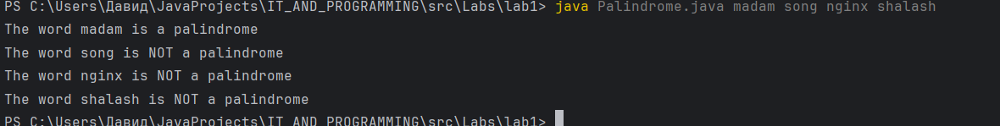 PS C:\Users\Давид\JavaProjects\IT_AND_PROGRAMMING\src\Labs\lab1> java Palindrome.java madam song nginx shalash
The word madam is a palindrome
The word song is NOT a palindrome
The word nginx is NOT a palindrome
The word shalash is NOT a palindrome
PS C:\Users\Давид\JavaProjects\IT_AND_PROGRAMMING\src\Labs\lab1>